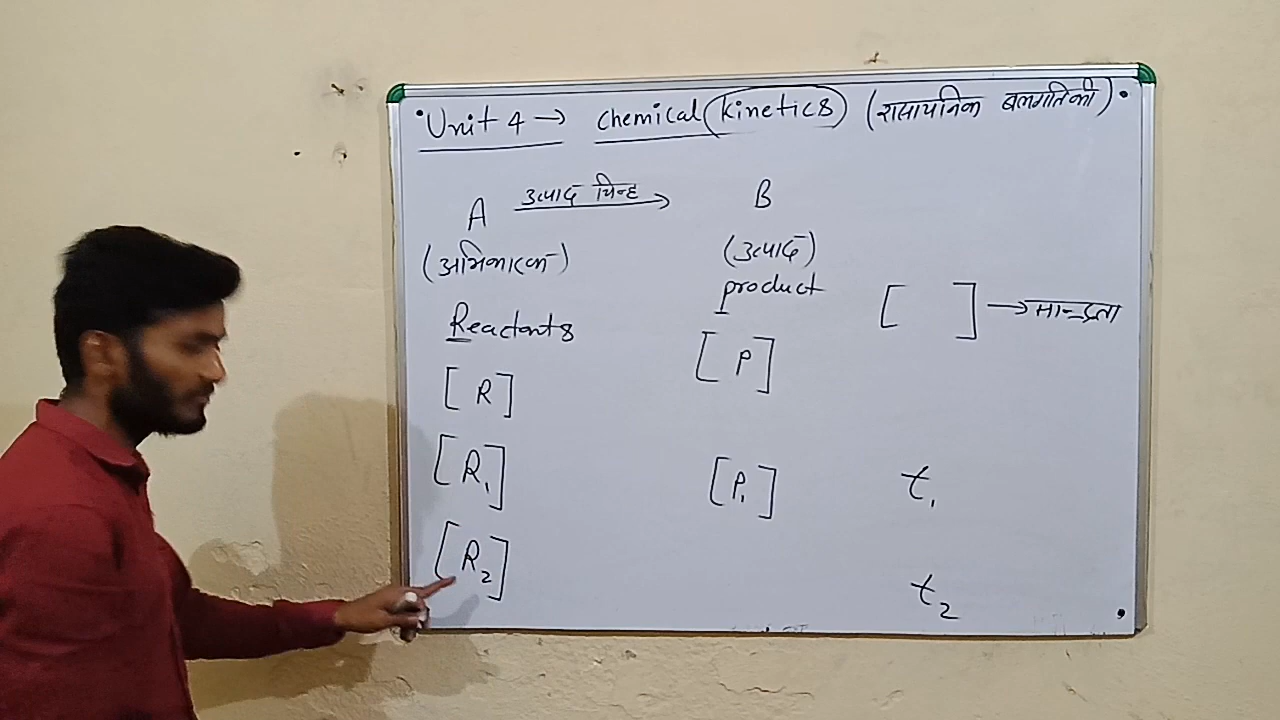 Unit 4 → chemical kinetics (रासायनिक बलगतिकी)
A उत्पाद चिन्ह → B
(अभिकारक) (उत्पाद)
Reactants product [ ] → सान्द्रता
[R] [P]
[R₁] [P₁] t₁
[R₂] t₂